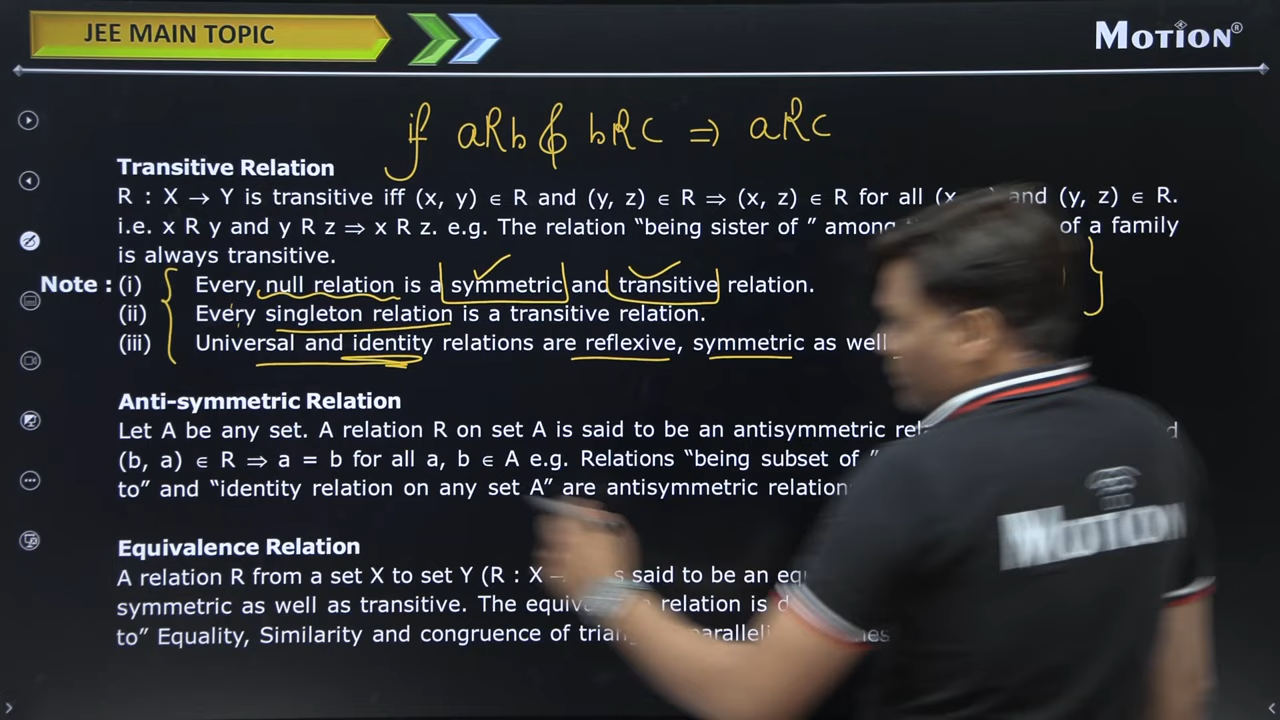 JEE MAIN TOPIC
MOTION®
if aRb & bRc ⇒ aRc
Transitive Relation
R : X → Y is transitive iff (x, y) ∈ R and (y, z) ∈ R ⇒ (x, z) ∈ R for all (x and (y, z) ∈ R.
i.e. x R y and y R z ⇒ x R z. e.g. The relation “being sister of ” among of a family
is always transitive.
Note : (i) Every null relation is a symmetric and transitive relation.
(ii) Every singleton relation is a transitive relation.
(iii) Universal and identity relations are reflexive, symmetric as well
Anti-symmetric Relation
Let A be any set. A relation R on set A is said to be an antisymmetric
(b, a) ∈ R ⇒ a = b for all a, b ∈ A e.g. Relations “being subset of ”
to” and “identity relation on any set A” are antisymmetric
Equivalence Relation
A relation R from a set X to set Y (R : X said to be an
symmetric as well as transitive. The relation is
to” Equality, Similarity and congruence of